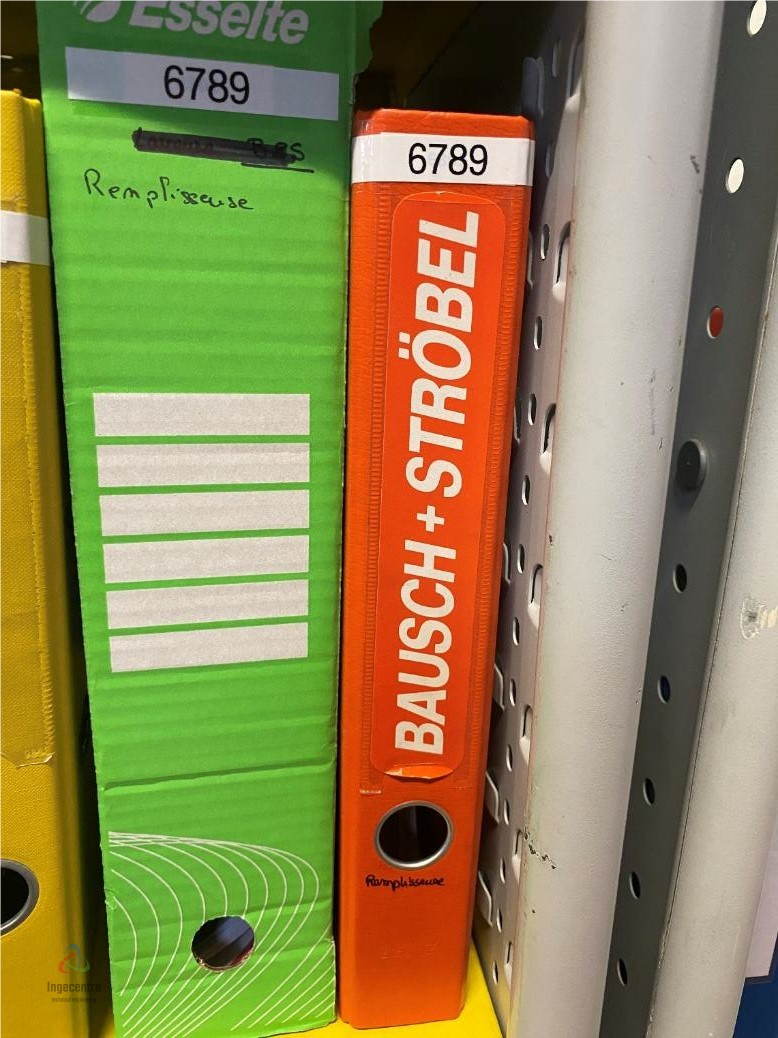 Esselte
6789
Remplisseuse
6789
BAUSCH + STRÖBEL
Remplisseuse
Ingecentre